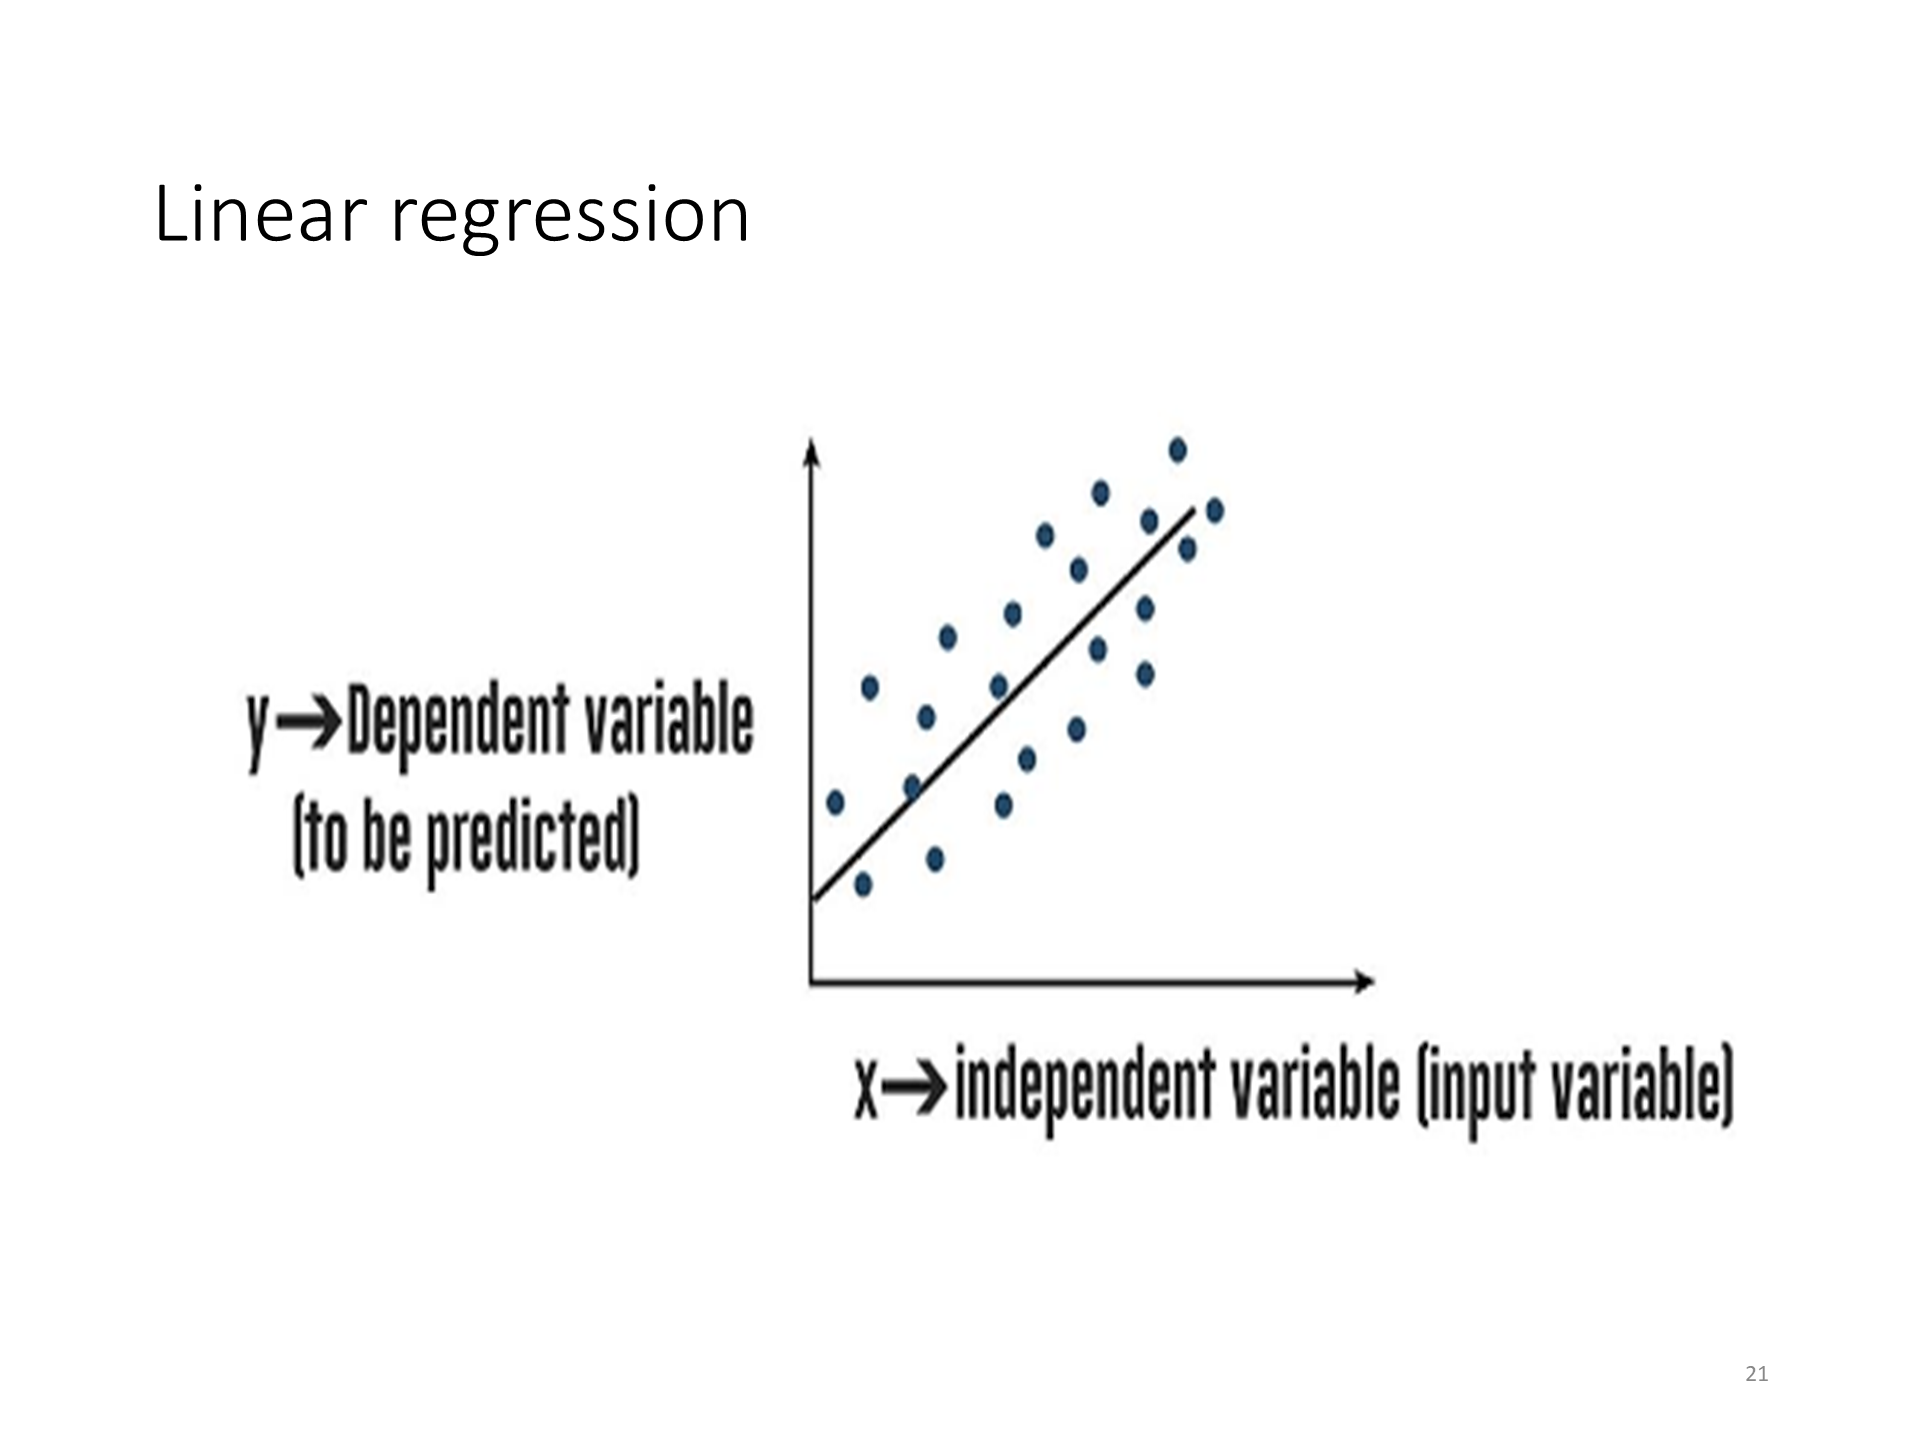 Linear regression
y→Dependent variable
(to be predicted)
x→independent variable (input variable)
21